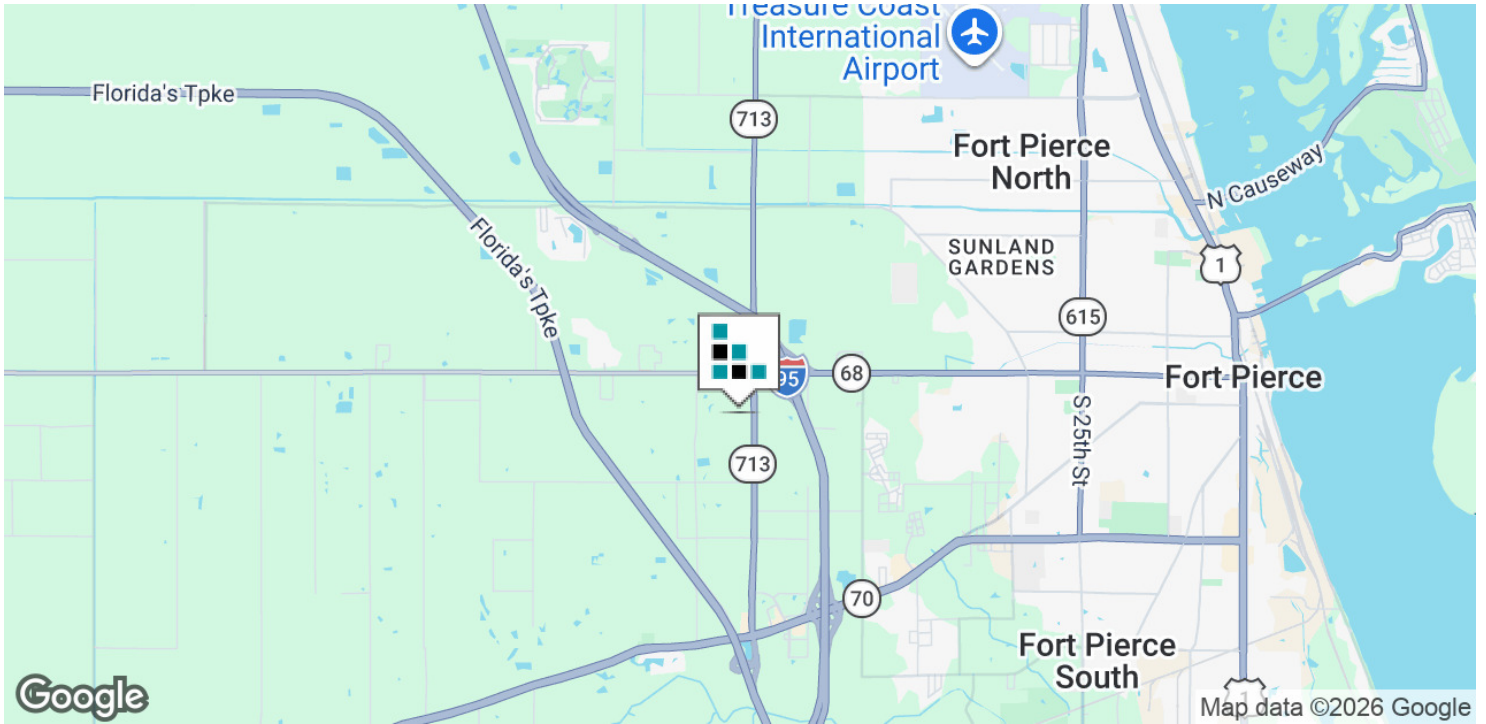 Treasure Coast
International
Airport
Florida's Tpke
713
Fort Pierce
North
N Causeway
Florida's Tpke
SUNLAND
GARDENS
1
615
95
68
Fort Pierce
S 25th St
713
70
Fort Pierce
South
1
Google
Map data ©2026 Google